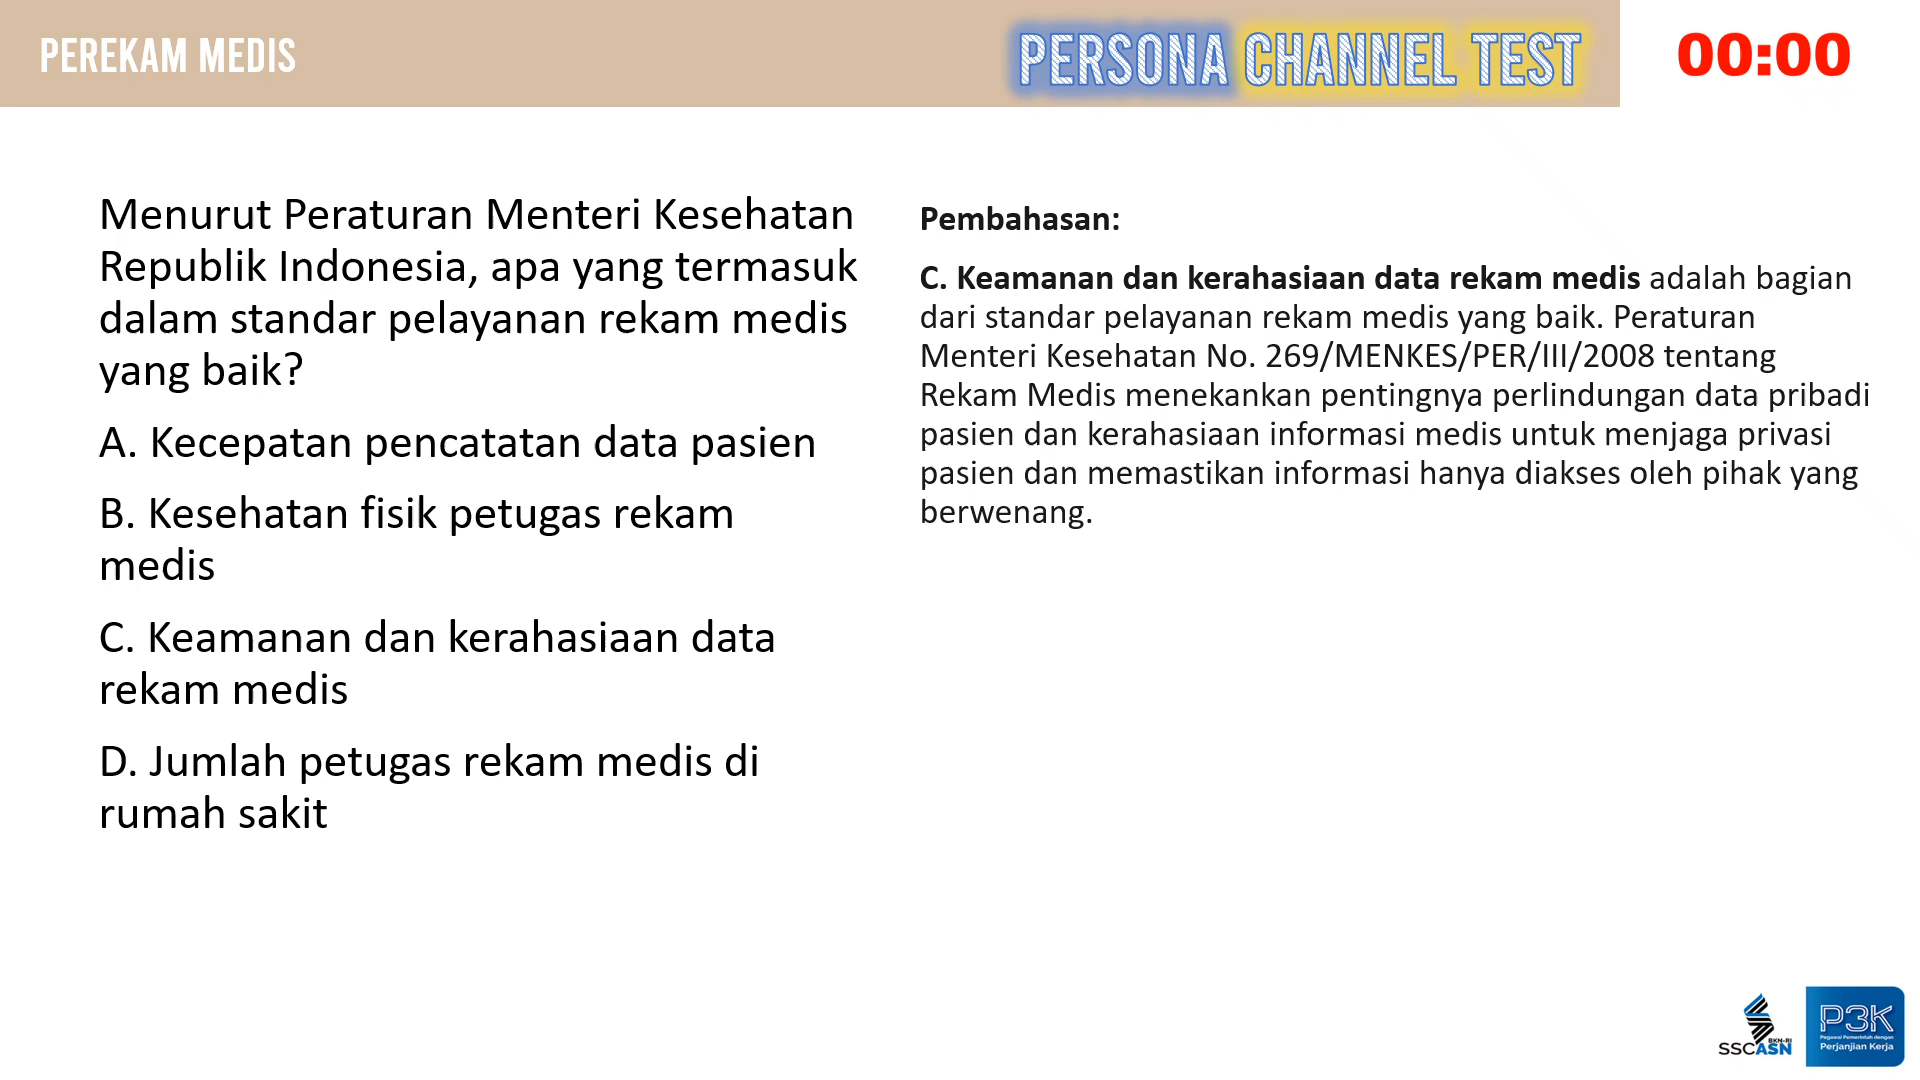 PEREKAM MEDIS
PERSONA CHANNEL TEST
00:00
Menurut Peraturan Menteri Kesehatan
Republik Indonesia, apa yang termasuk
dalam standar pelayanan rekam medis
yang baik?
A. Kecepatan pencatatan data pasien
B. Kesehatan fisik petugas rekam
medis
C. Keamanan dan kerahasiaan data
rekam medis
D. Jumlah petugas rekam medis di
rumah sakit
Pembahasan:
C. Keamanan dan kerahasiaan data rekam medis adalah bagian
dari standar pelayanan rekam medis yang baik. Peraturan
Menteri Kesehatan No. 269/MENKES/PER/III/2008 tentang
Rekam Medis menekankan pentingnya perlindungan data pribadi
pasien dan kerahasiaan informasi medis untuk menjaga privasi
pasien dan memastikan informasi hanya diakses oleh pihak yang
berwenang.
BKN-RI
SSCASN
P3K
Pegawai Pemerintah dengan
Perjanjian Kerja